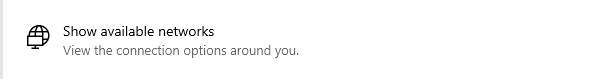 Show available networks
View the connection options around you.